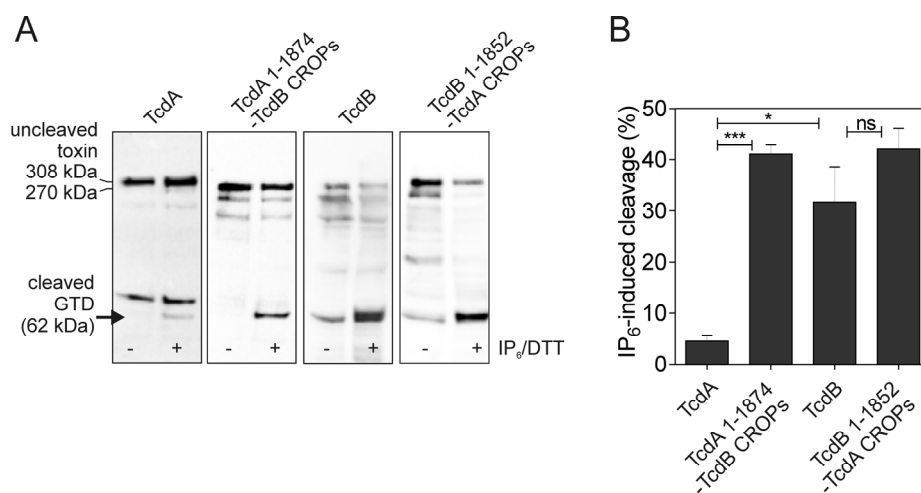 A
TcdA
TcdA 1-1874
-TcdB CROPs
TcdB
TcdB 1-1852
-TcdA CROPs
uncleaved
toxin
308 kDa
270 kDa
cleaved
GTD
(62 kDa)
- + - + - + - + IP6/DTT
B
IP6-induced cleavage (%)
50
40
30
20
10
0
*
***
ns
TcdA
TcdA 1-1874
-TcdB CROPs
TcdB
TcdB 1-1852
-TcdA CROPs